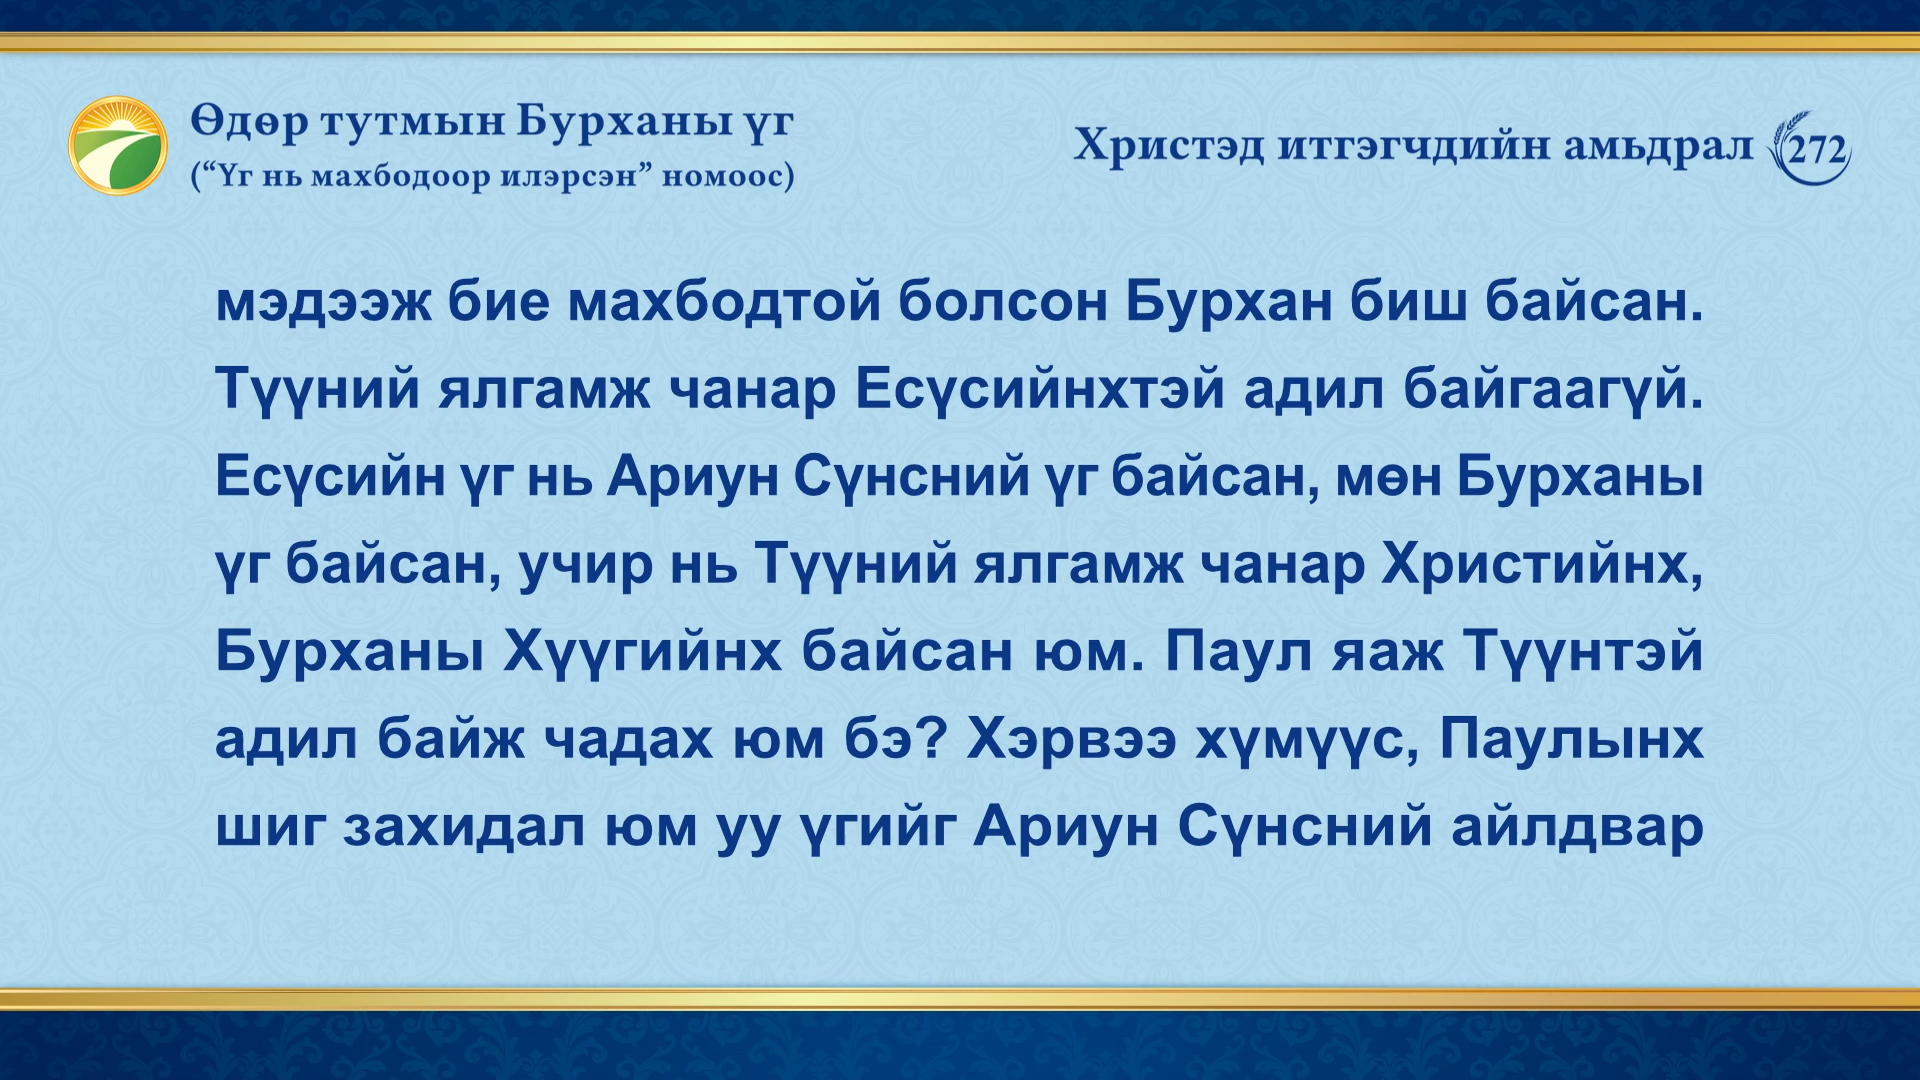 Өдөр тутмын Бурханы үг
(“Үг нь махбодоор илэрсэн” номоос)
Христэд итгэгчдийн амьдрал 272
мэдээж бие махбодтой болсон Бурхан биш байсан.
Түүний ялгамж чанар Есүсийнхтэй адил байгаагүй.
Есүсийн үг нь Ариун Сүнсний үг байсан, мөн Бурханы
үг байсан, учир нь Түүний ялгамж чанар Христийнх,
Бурханы Хүүгийнх байсан юм. Паул яаж Түүнтэй
адил байж чадах юм бэ? Хэрвээ хүмүүс, Паулынх
шиг захидал юм уу үгийг Ариун Сүнсний айлдвар